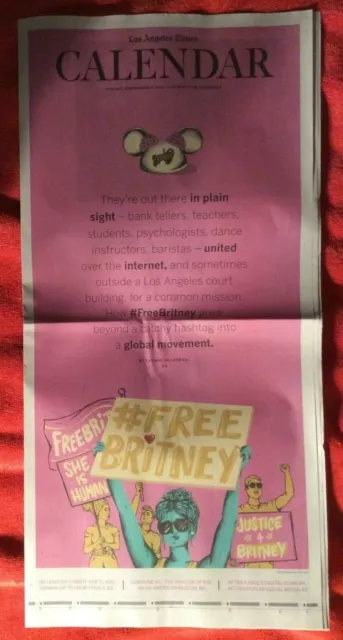 Los Angeles Times
CALENDAR
They're out there in plain
sight – bank tellers, teachers,
students, psychologists, dance
instructors, baristas – united
over the internet, and sometimes
outside a Los Angeles court
building, for a common mission:
How #FreeBritney grew
beyond a catchy hashtag into
a global movement.
FREEBRIT
SHE
IS
HUMAN
#FREE
BRITNEY
JUSTICE
4
BRITNEY